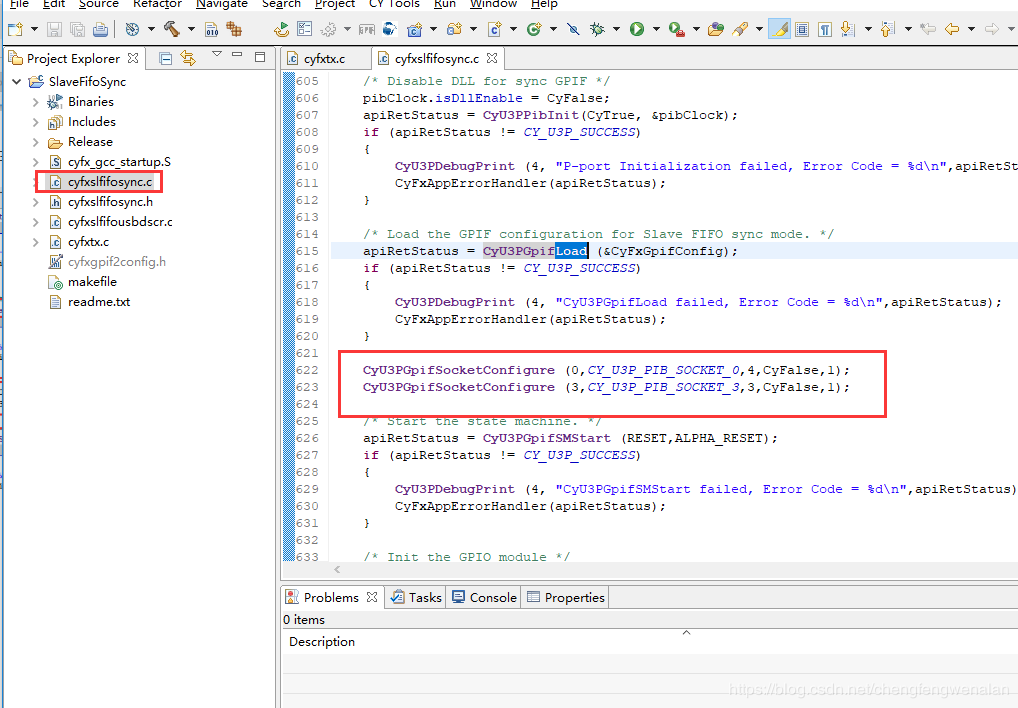 File Edit Source Refactor Navigate Search Project CY Tools Run Window Help
Project Explorer
SlaveFifoSync
Binaries
Includes
Release
cyfx_gcc_startup.S
cyfxslfifosync.c
cyfxslfifosync.h
cyfxslfifousbdscr.c
cyfxtx.c
cyfxgpif2config.h
makefile
readme.txt
cyfxtx.c cyfxslfifosync.c
605 /* Disable DLL for sync GPIF */
606 pibClock.isDllEnable = CyFalse;
607 apiRetStatus = CyU3PPibInit(CyTrue, &pibClock);
608 if (apiRetStatus != CY_U3P_SUCCESS)
609 {
610 CyU3PDebugPrint (4, "P-port Initialization failed, Error Code = %d\n",apiRetSt
611 CyFxAppErrorHandler(apiRetStatus);
612 }
613
614 /* Load the GPIF configuration for Slave FIFO sync mode. */
615 apiRetStatus = CyU3PGpifLoad (&CyFxGpifConfig);
616 if (apiRetStatus != CY_U3P_SUCCESS)
617 {
618 CyU3PDebugPrint (4, "CyU3PGpifLoad failed, Error Code = %d\n",apiRetStatus);
619 CyFxAppErrorHandler(apiRetStatus);
620 }
621
622 CyU3PGpifSocketConfigure (0,CY_U3P_PIB_SOCKET_0,4,CyFalse,1);
623 CyU3PGpifSocketConfigure (3,CY_U3P_PIB_SOCKET_3,3,CyFalse,1);
624
625 /* Start the state machine. */
626 apiRetStatus = CyU3PGpifSMStart (RESET,ALPHA_RESET);
627 if (apiRetStatus != CY_U3P_SUCCESS)
628 {
629 CyU3PDebugPrint (4, "CyU3PGpifSMStart failed, Error Code = %d\n",apiRetStatus)
630 CyFxAppErrorHandler(apiRetStatus);
631 }
632
633 /* Init the GPIO module */
Problems Tasks Console Properties
0 items
Description
https://blog.csdn.net/chengfengwenalan